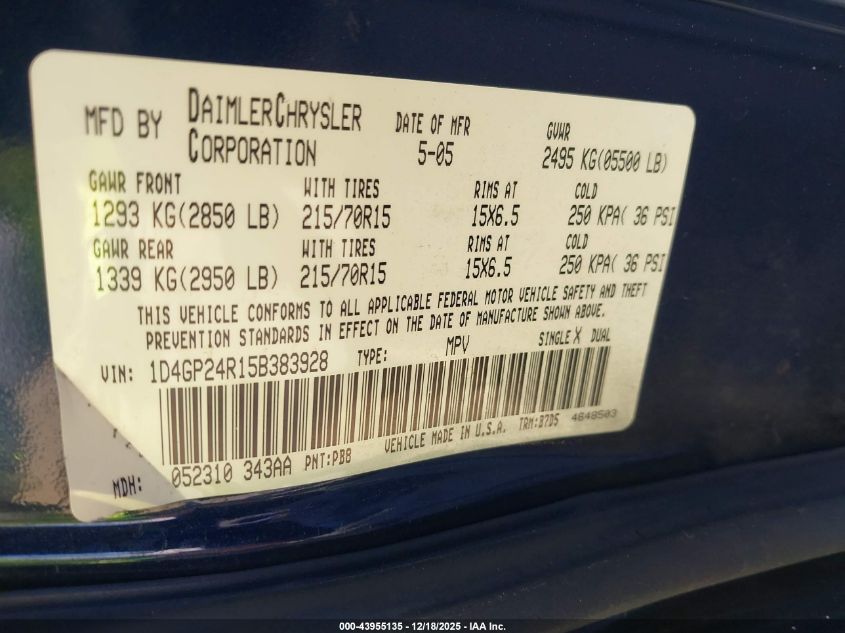 MFD BY DAIMLERCHRYSLER CORPORATION DATE OF MFR 5-05 GVWR 2495 KG(05500 LB)
GAWR FRONT WITH TIRES RIMS AT COLD
1293 KG(2850 LB) 215/70R15 15X6.5 250 KPA( 36 PSI
GAWR REAR WITH TIRES RIMS AT COLD
1339 KG(2950 LB) 215/70R15 15X6.5 250 KPA( 36 PSI
THIS VEHICLE CONFORMS TO ALL APPLICABLE FEDERAL MOTOR VEHICLE SAFETY AND THEFT
PREVENTION STANDARDS IN EFFECT ON THE DATE OF MANUFACTURE SHOWN ABOVE.
VIN: 1D4GP24R15B383928 TYPE: MPV SINGLE X DUAL
MDH: 052310 343AA PNT:PB8 VEHICLE MADE IN U.S.A. TRM:B7D5 4648503
000-43955135 - 12/18/2025 - IAA Inc.